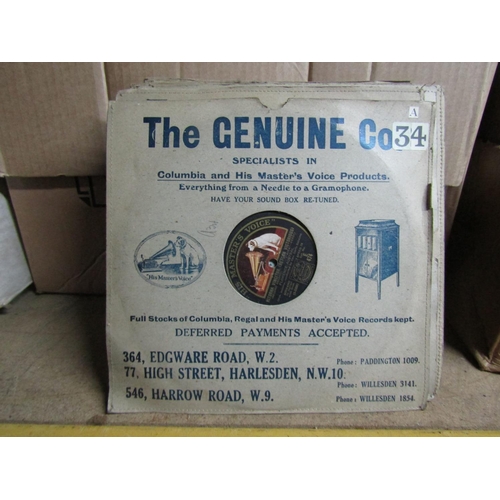 The GENUINE Co.
A
34
SPECIALISTS IN
Columbia and His Master's Voice Products.
Everything from a Needle to a Gramophone.
HAVE YOUR SOUND BOX RE-TUNED.
"HIS MASTER'S VOICE"
"His Master's Voice"
Full Stocks of Columbia, Regal and His Master's Voice Records kept.
DEFERRED PAYMENTS ACCEPTED.
364, EDGWARE ROAD, W.2. Phone: PADDINGTON 1009.
77, HIGH STREET, HARLESDEN, N.W.10. Phone: WILLESDEN 3141.
546, HARROW ROAD, W.9. Phone: WILLESDEN 1854.